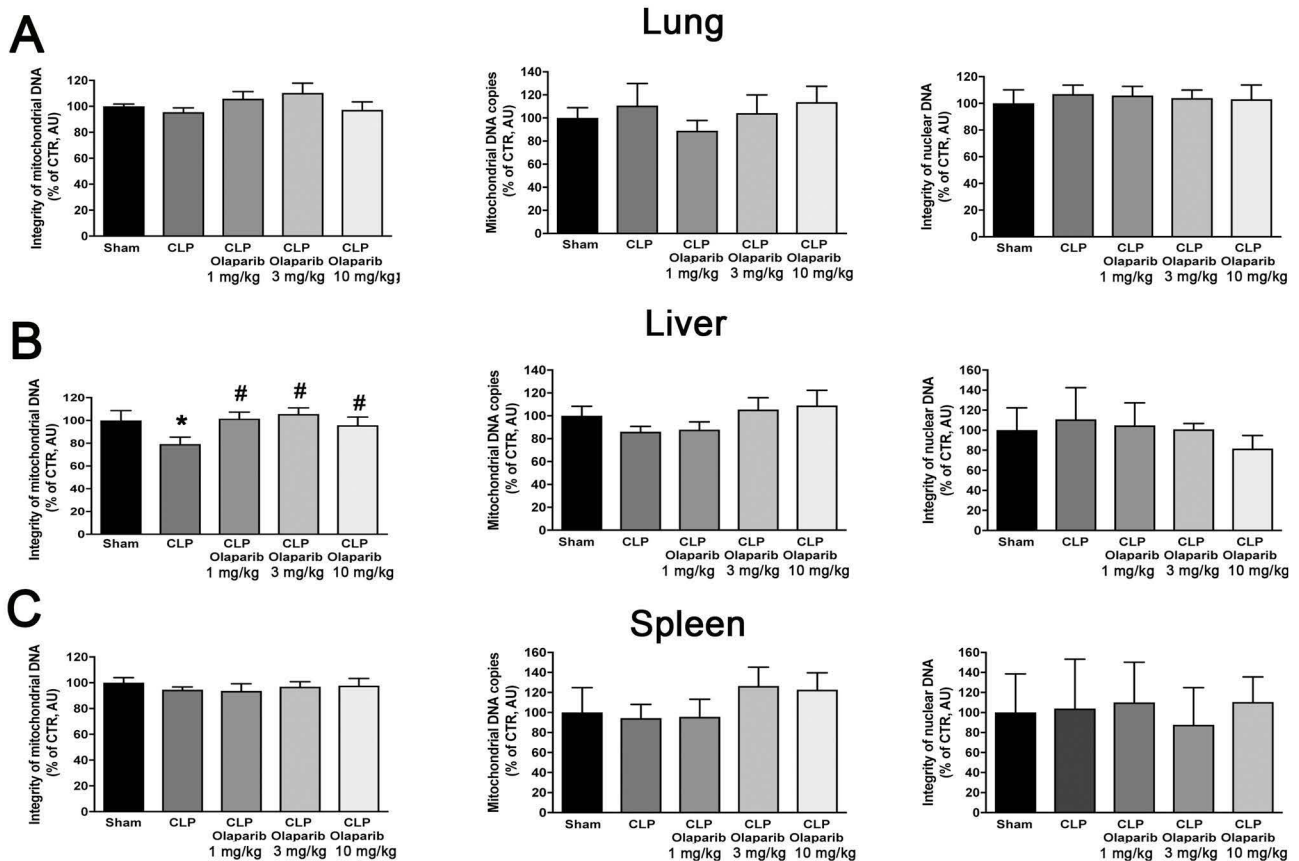 A
Lung
Integrity of mitochondrial DNA
(% of CTR, AU)
120
100
80
60
40
20
0
Sham
CLP
CLP
Olaparib
1 mg/kg
CLP
Olaparib
3 mg/kg
CLP
Olaparib
10 mg/kg;
Mitochondrial DNA copies
(% of CTR, AU)
140
120
100
80
60
40
20
0
Sham
CLP
CLP
Olaparib
1 mg/kg
CLP
Olaparib
3 mg/kg
CLP
Olaparib
10 mg/kg
Integrity of nuclear DNA
(% of CTR, AU)
120
100
80
60
40
20
0
Sham
CLP
CLP
Olaparib
1 mg/kg
CLP
Olaparib
3 mg/kg
CLP
Olaparib
10 mg/kg
B
Liver
Integrity of mitochondrial DNA
(% of CTR, AU)
120
100
80
60
40
20
0
*
#
#
#
Sham
CLP
CLP
Olaparib
1 mg/kg
CLP
Olaparib
3 mg/kg
CLP
Olaparib
10 mg/kg
Mitochondrial DNA copies
(% of CTR, AU)
140
120
100
80
60
40
20
0
Sham
CLP
CLP
Olaparib
1 mg/kg
CLP
Olaparib
3 mg/kg
CLP
Olaparib
10 mg/kg
Integrity of nuclear DNA
(% of CTR, AU)
160
140
120
100
80
60
40
20
0
Sham
CLP
CLP
Olaparib
1 mg/kg
CLP
Olaparib
3 mg/kg
CLP
Olaparib
10 mg/kg
C
Spleen
Integrity of mitochondrial DNA
(% of CTR, AU)
120
100
80
60
40
20
0
Sham
CLP
CLP
Olaparib
1 mg/kg
CLP
Olaparib
3 mg/kg
CLP
Olaparib
10 mg/kg
Mitochondrial DNA copies
(% of CTR, AU)
160
140
120
100
80
60
40
20
0
Sham
CLP
CLP
Olaparib
1 mg/kg
CLP
Olaparib
3 mg/kg
CLP
Olaparib
10 mg/kg
Integrity of nuclear DNA
(% of CTR, AU)
160
140
120
100
80
60
40
20
0
Sham
CLP
CLP
Olaparib
1 mg/kg
CLP
Olaparib
3 mg/kg
CLP
Olaparib
10 mg/kg